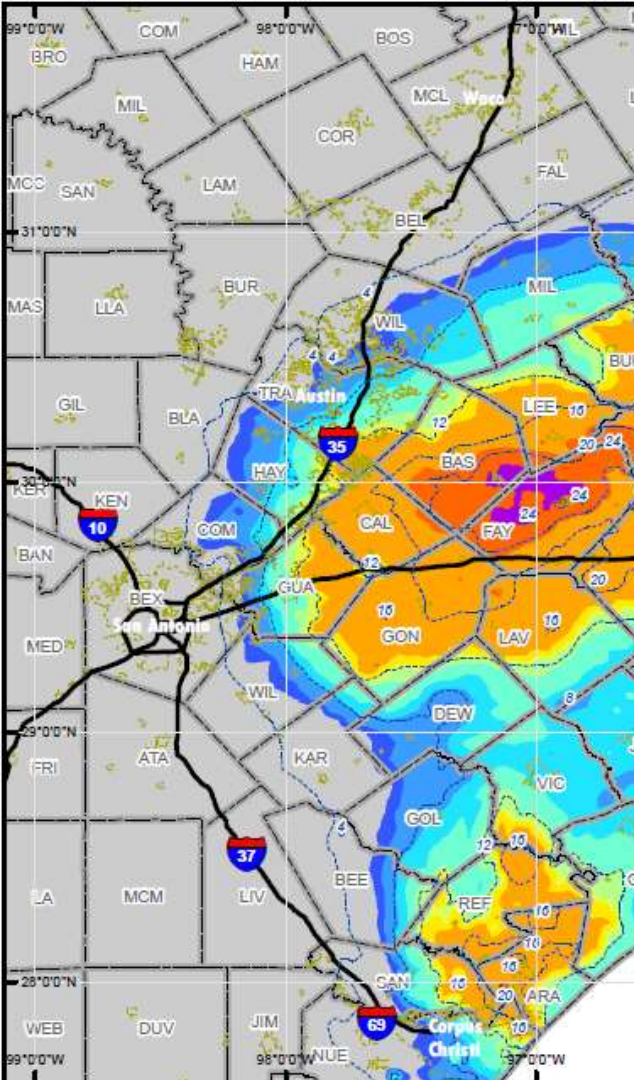 99°0'0"W
98°0'0"W
97°0'0"W
COM
BOS
BRO
HAM
MCL
Waco
MIL
COR
FAL
MCC
SAN
LAM
BEL
31°0'0"N
MIL
BUR
MAS
LLA
4
WIL
4
4
TRA
Austin
LEE
16
GIL
BLA
12
20
24
35
BAS
HAY
30°0'0"N
KER
KEN
24
24
10
COM
CAL
FAY
BAN
12
20
GUA
BEX
16
16
San Antonio
GON
LAV
MED
WIL
8
DEW
29°0'0"N
FRI
ATA
KAR
VIC
GOL
4
16
12
37
BEE
LA
MCM
LIV
REF
16
16
16
28°0'0"N
SAN
16
20
ARA
69
16
WEB
DUV
JIM
Corpus
Christi
NUE
99°0'0"W
98°0'0"W
97°0'0"W